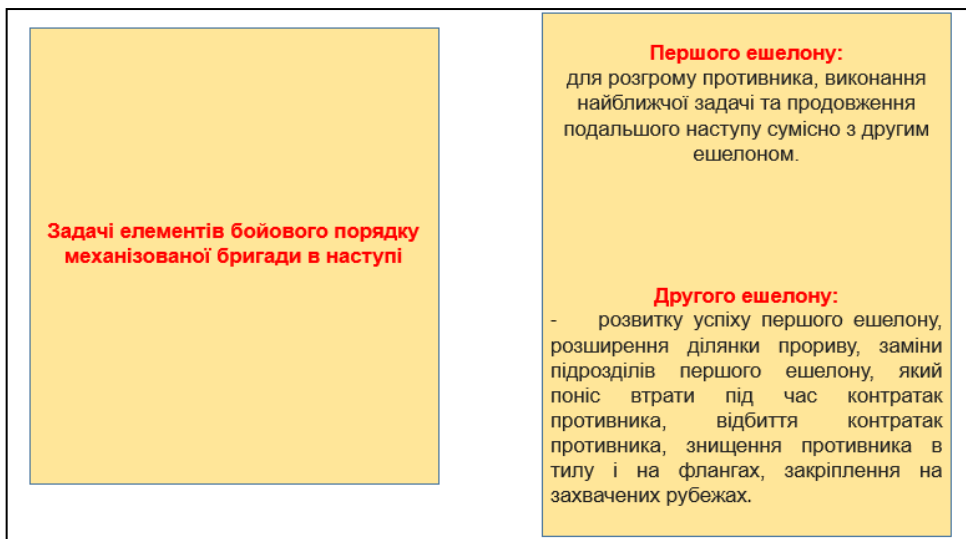 Задачі елементів бойового порядку
механізованої бригади в наступі
Першого ешелону:
для розгрому противника, виконання
найближчої задачі та продовження
подальшого наступу сумісно з другим
ешелоном.
Другого ешелону:
- розвитку успіху першого ешелону,
розширення ділянки прориву, заміни
підрозділів першого ешелону, який
поніс втрати під час контратак
противника, відбиття контратак
противника, знищення противника в
тилу і на флангах, закріплення на
захвачених рубежах.